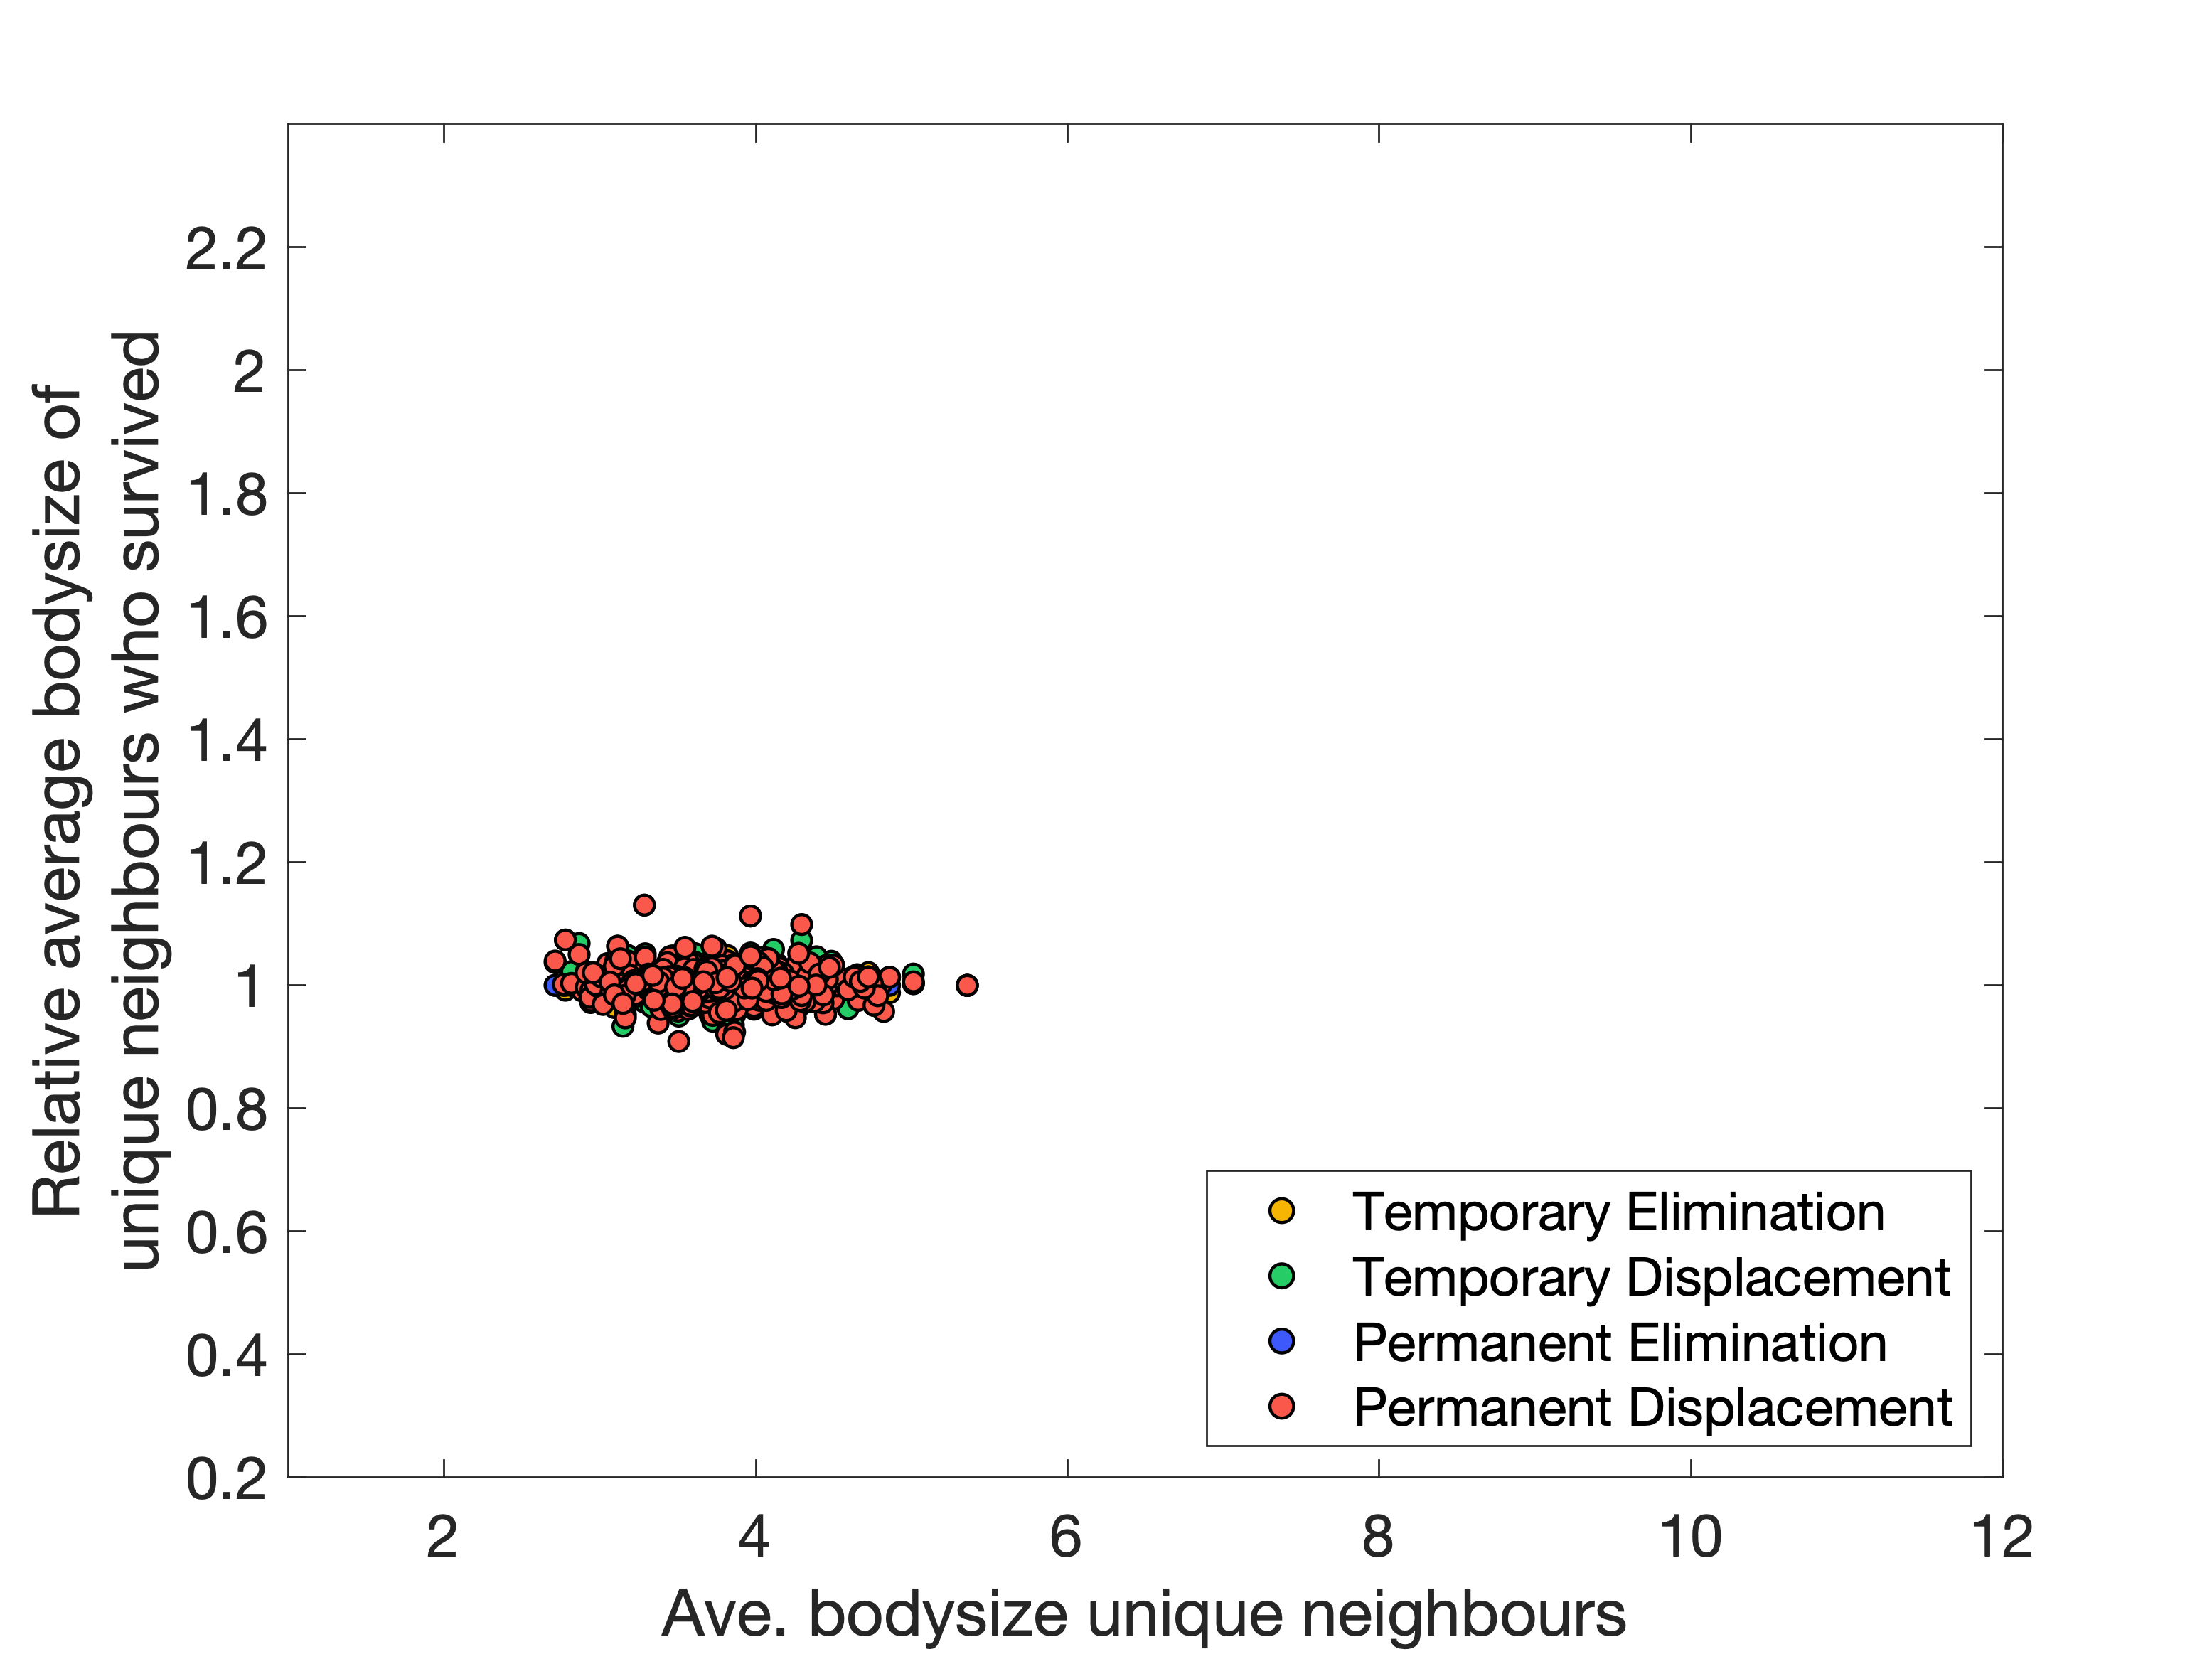 Relative average bodysize of
unique neighbours who survived
2.2
2
1.8
1.6
1.4
1.2
1
0.8
0.6
0.4
0.2
2 4 6 8 10 12
Ave. bodysize unique neighbours
Temporary Elimination
Temporary Displacement
Permanent Elimination
Permanent Displacement